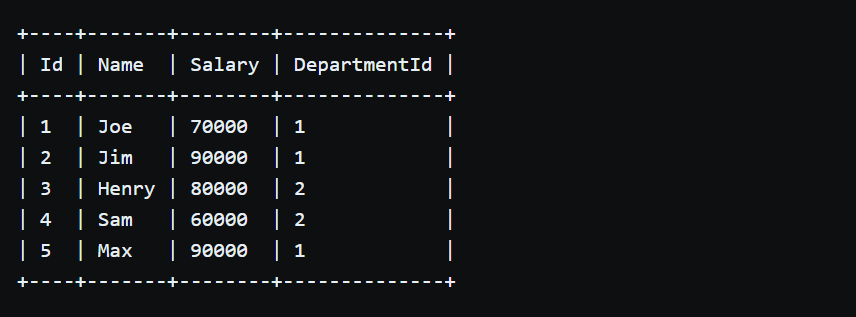 +----+-------+--------+--------------+
| Id | Name  | Salary | DepartmentId |
+----+-------+--------+--------------+
| 1  | Joe   | 70000  | 1            |
| 2  | Jim   | 90000  | 1            |
| 3  | Henry | 80000  | 2            |
| 4  | Sam   | 60000  | 2            |
| 5  | Max   | 90000  | 1            |
+----+-------+--------+--------------+